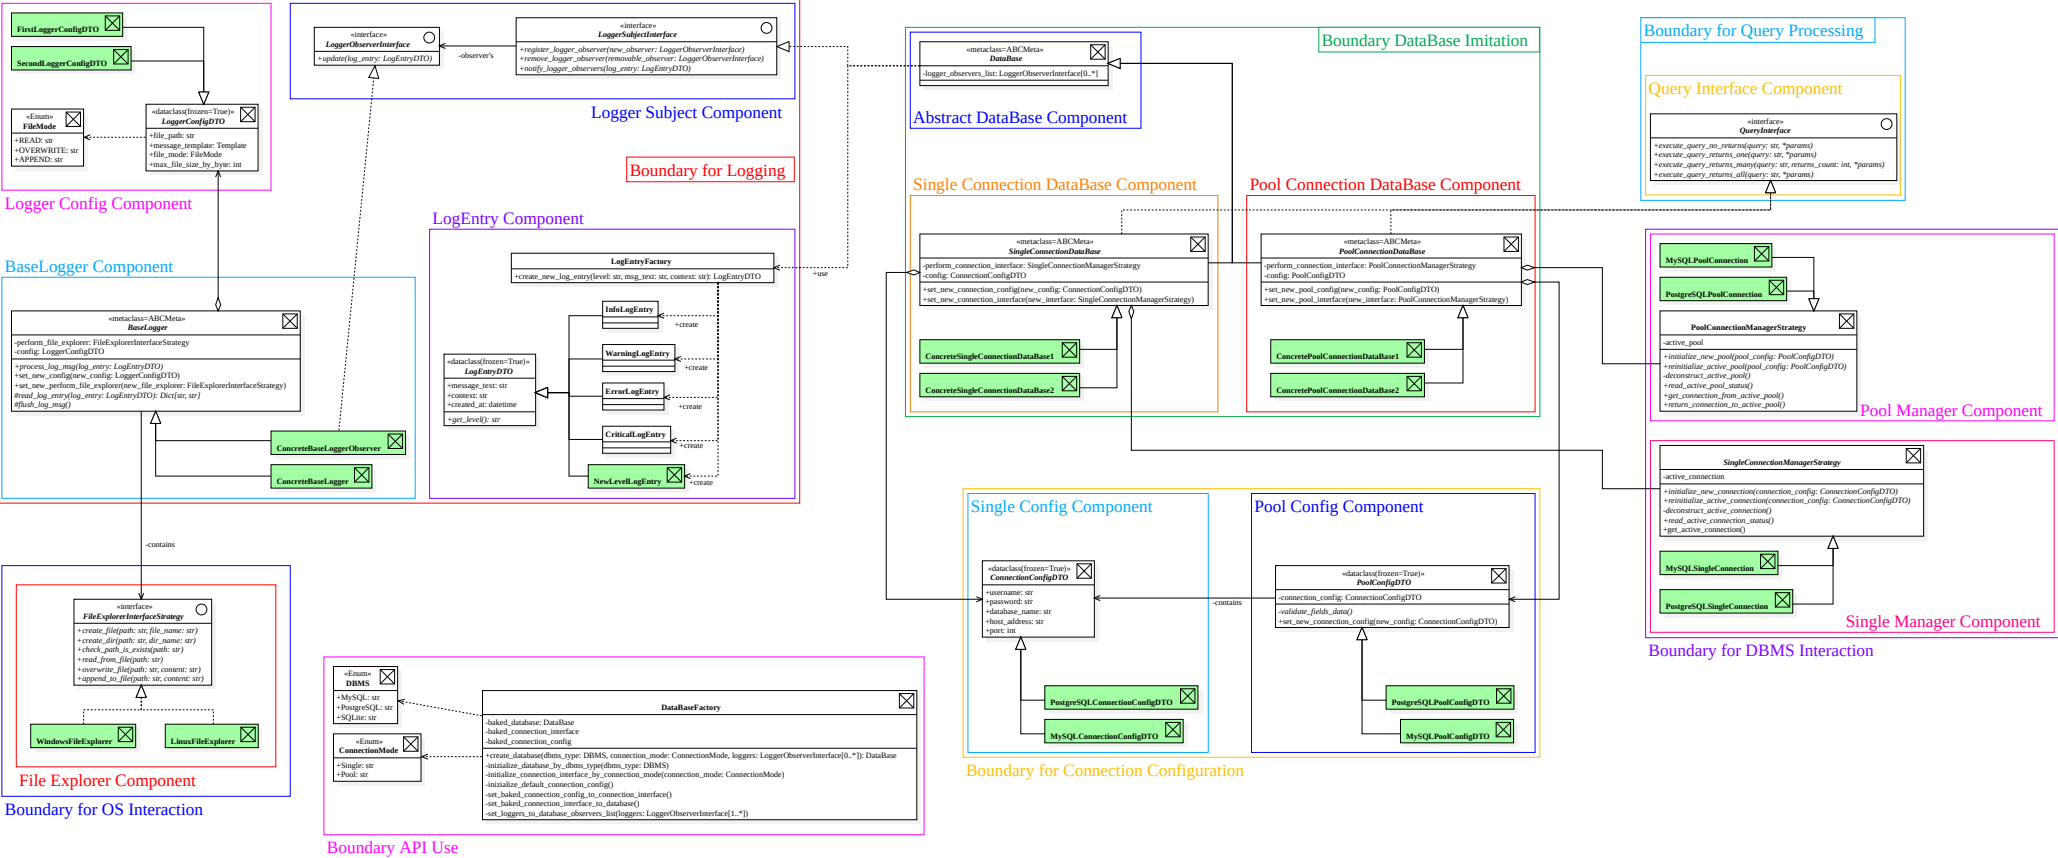 FirstLoggerConfigDTO
SecondLoggerConfigDTO
«Enum»
FileMode
+READ: str
+OVERWRITE: str
+APPEND: str
«dataclass(frozen=True)»
LoggerConfigDTO
+file_path: str
+message_template: Template
+file_mode: FileMode
+max_file_size_by_byte: int
Logger Config Component
«interface»
LoggerObserverInterface
+update(log_entry: LogEntryDTO)
-observer's
«interface»
LoggerSubjectInterface
+register_logger_observer(new_observer: LoggerObserverInterface)
+remove_logger_observer(removable_observer: LoggerObserverInterface)
+notify_logger_observers(log_entry: LogEntryDTO)
Logger Subject Component
Boundary for Logging
LogEntry Component
LogEntryFactory
+create_new_log_entry(level: str, msg_text: str, context: str): LogEntryDTO
+use
InfoLogEntry
+create
WarningLogEntry
+create
ErrorLogEntry
+create
CriticalLogEntry
+create
NewLevelLogEntry
+create
«dataclass(frozen=True)»
LogEntryDTO
+message_text: str
+context: str
+created_at: datetime
+get_level(): str
BaseLogger Component
«metaclass=ABCMeta»
BaseLogger
-perform_file_explorer: FileExplorerInterfaceStrategy
-config: LoggerConfigDTO
+process_log_msg(log_entry: LogEntryDTO)
+set_new_config(new_config: LoggerConfigDTO)
+set_new_perform_file_explorer(new_file_explorer: FileExplorerInterfaceStrategy)
#read_log_entry(log_entry: LogEntryDTO): Dict[str, str]
#flush_log_msg()
ConcreteBaseLoggerObserver
ConcreteBaseLogger
-contains
«interface»
FileExplorerInterfaceStrategy
+create_file(path: str, file_name: str)
+create_dir(path: str, dir_name: str)
+check_path_is_exists(path: str)
+read_from_file(path: str)
+overwrite_file(path: str, content: str)
+append_to_file(path: str, content: str)
WindowsFileExplorer
LinuxFileExplorer
File Explorer Component
Boundary for OS Interaction
«Enum»
DBMS
+MySQL: str
+PostgreSQL: str
+SQLite: str
«Enum»
ConnectionMode
+Single: str
+Pool: str
DataBaseFactory
-baked_database: DataBase
-baked_connection_interface
-baked_connection_config
+create_database(dbms_type: DBMS, connection_mode: ConnectionMode, loggers: LoggerObserverInterface[0..*]): DataBase
-inizialize_database_by_dbms_type(dbms_type: DBMS)
-initialize_connection_interface_by_connection_mode(connection_mode: ConnectionMode)
-inizialize_default_connection_config()
-set_baked_connection_config_to_connection_interface()
-set_baked_connection_interface_to_database()
-set_loggers_to_database_observers_list(loggers: LoggerObserverInterface[1..*])
Boundary API Use
Boundary DataBase Imitation
«metaclass=ABCMeta»
DataBase
-logger_observers_list: LoggerObserverInterface[0..*]
Abstract DataBase Component
Single Connection DataBase Component
«metaclass=ABCMeta»
SingleConnectionDataBase
-perform_connection_interface: SingleConnectionManagerStrategy
-config: ConnectionConfigDTO
+set_new_connection_config(new_config: ConnectionConfigDTO)
+set_new_connection_interface(new_interface: SingleConnectionManagerStrategy)
ConcreteSingleConnectionDataBase1
ConcreteSingleConnectionDataBase2
Pool Connection DataBase Component
«metaclass=ABCMeta»
PoolConnectionDataBase
-perform_connection_interface: PoolConnectionManagerStrategy
-config: PoolConfigDTO
+set_new_pool_config(new_config: PoolConfigDTO)
+set_new_pool_interface(new_interface: PoolConnectionManagerStrategy)
ConcretePoolConnectionDataBase1
ConcretePoolConnectionDataBase2
Single Config Component
«dataclass(frozen=True)»
ConnectionConfigDTO
+username: str
+password: str
+database_name: str
+host_address: str
+port: int
PostgreSQLConnectionConfigDTO
MySQLConnectionConfigDTO
-contains
Pool Config Component
«dataclass(frozen=True)»
PoolConfigDTO
-connection_config: ConnectionConfigDTO
-validate_fields_data()
+set_new_connection_config(new_config: ConnectionConfigDTO)
PostgreSQLPoolConfigDTO
MySQLPoolConfigDTO
Boundary for Connection Configuration
Boundary for Query Processing
Query Interface Component
«interface»
QueryInterface
+execute_query_no_returns(query: str, *params)
+execute_query_returns_one(query: str, *params)
+execute_query_returns_many(query: str, returns_count: int, *params)
+execute_query_returns_all(query: str, *params)
MySQLPoolConnection
PostgreSQLPoolConnection
PoolConnectionManagerStrategy
-active_pool
+initialize_new_pool(pool_config: PoolConfigDTO)
+reinitialize_active_pool(pool_config: PoolConfigDTO)
-deconstruct_active_pool()
+read_active_pool_status()
+get_connection_from_active_pool()
+return_connection_to_active_pool()
Pool Manager Component
SingleConnectionManagerStrategy
-active_connection
+initialize_new_connection(connection_config: ConnectionConfigDTO)
+reinitialize_active_connection(connection_config: ConnectionConfigDTO)
-deconstruct_active_connection()
+read_active_connection_status()
+get_active_connection()
MySQLSingleConnection
PostgreSQLSingleConnection
Single Manager Component
Boundary for DBMS Interaction